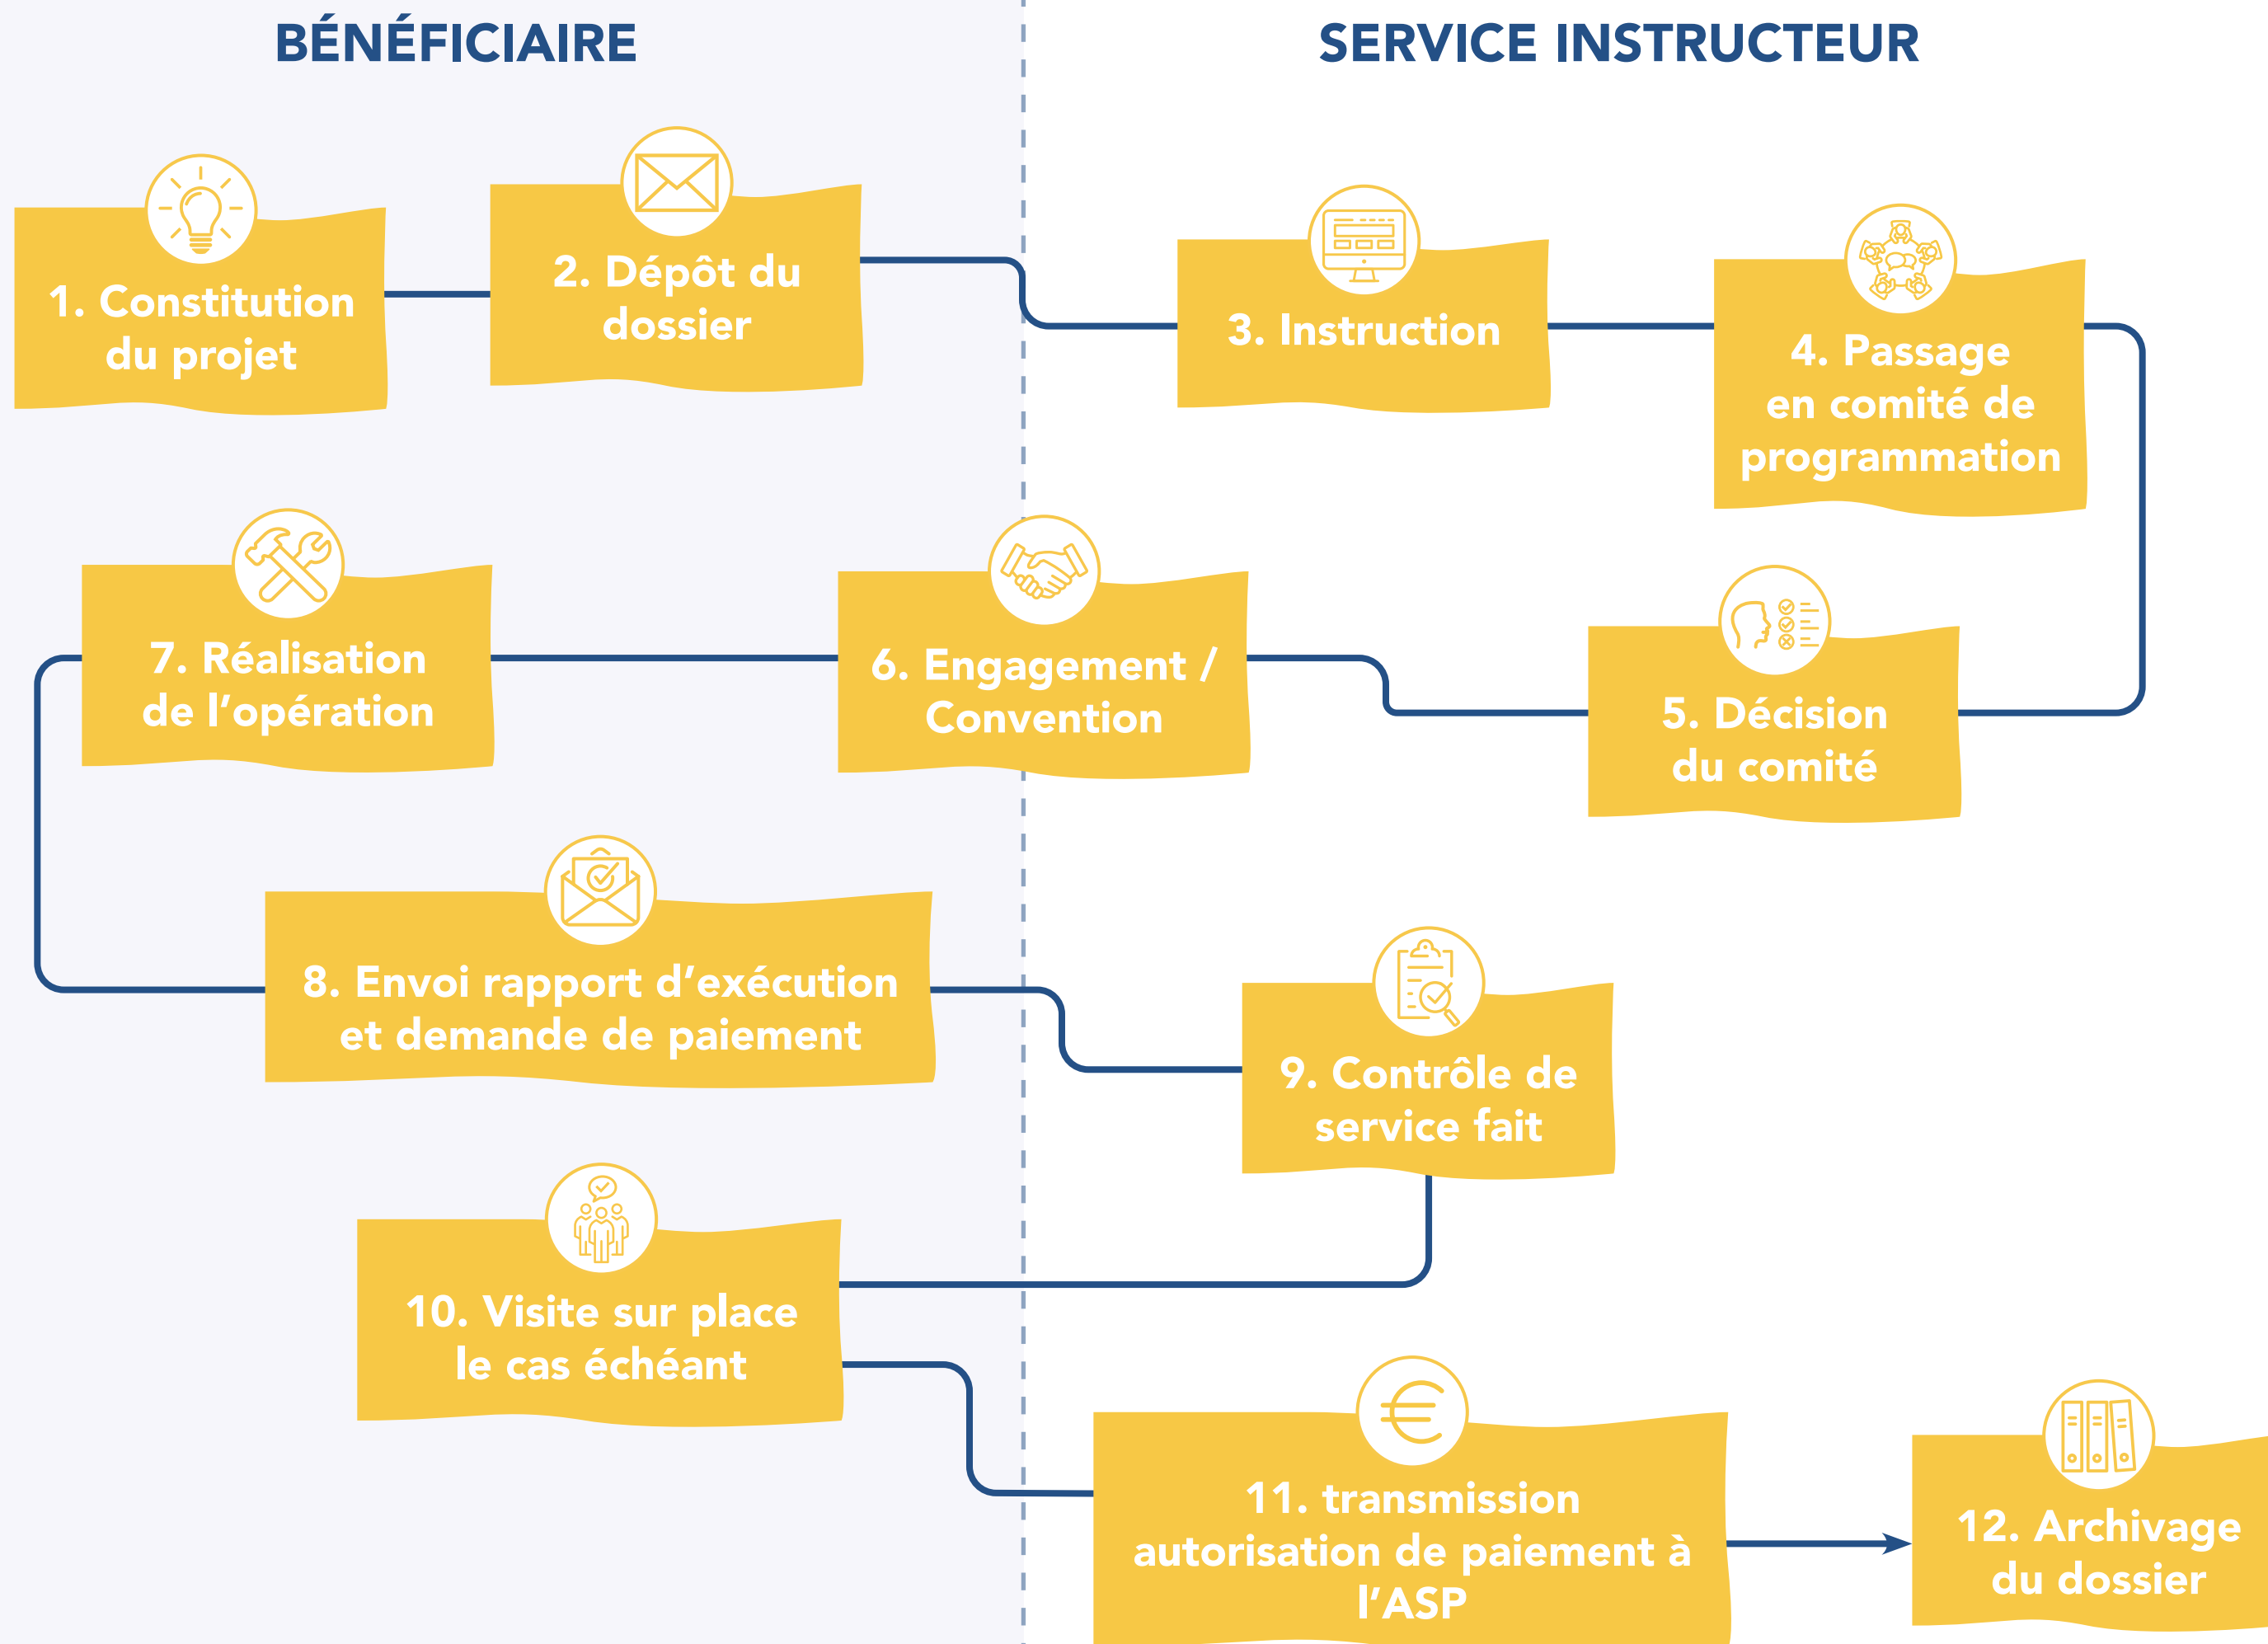 BÉNÉFICIAIRE
SERVICE INSTRUCTEUR
1. Constitution
du projet
2. Dépôt du
dossier
3. Instruction
4. Passage
en comité de
programmation
5. Décision
du comité
6. Engagement /
Convention
7. Réalisation
de l'opération
8. Envoi rapport d'exécution
et demande de paiement
9. Contrôle de
service fait
10. Visite sur place
le cas échéant
11. transmission
autorisation de paiement à
l'ASP
12. Archivage
du dossier